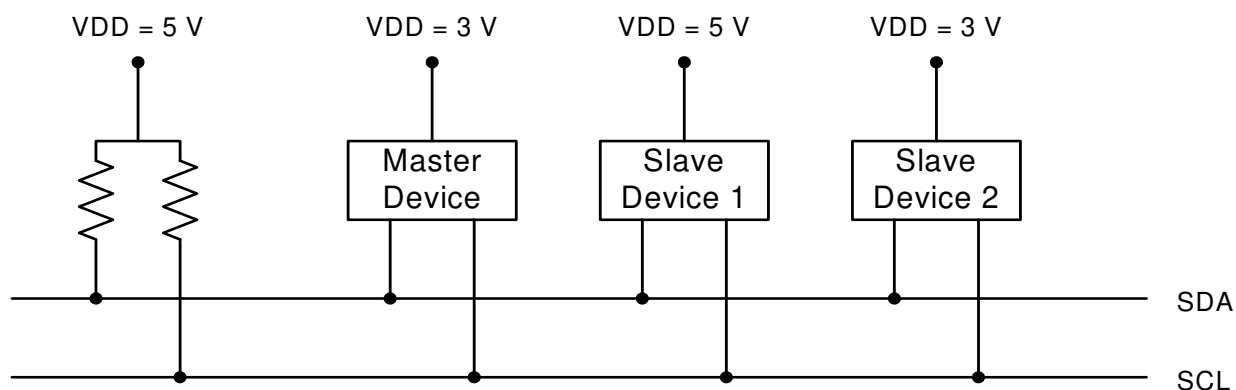 VDD = 5 V
VDD = 3 V
VDD = 5 V
VDD = 3 V
Master
Device
Slave
Device 1
Slave
Device 2
SDA
SCL